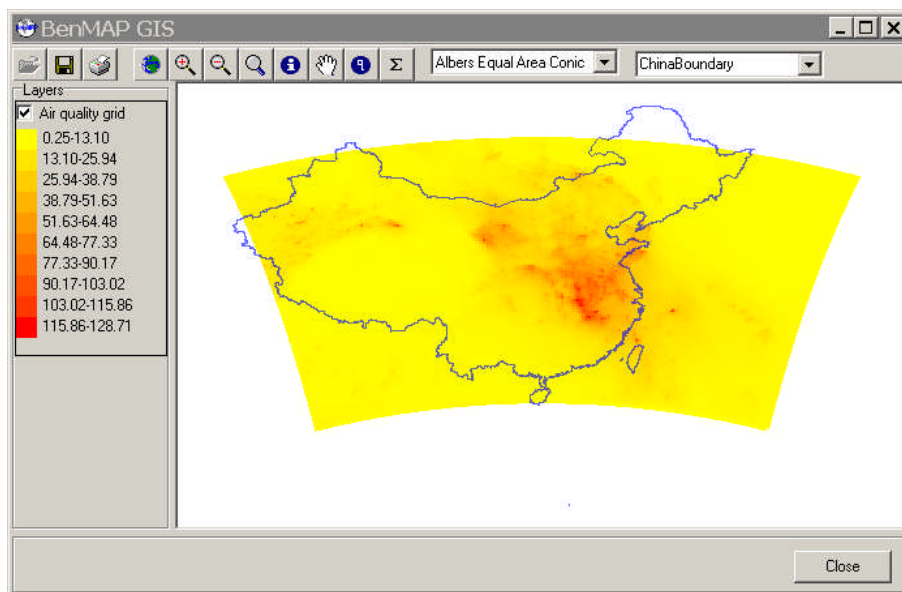 BenMAP GIS
Σ
Albers Equal Area Conic
ChinaBoundary
Layers
Air quality grid
0.25-13.10
13.10-25.94
25.94-38.79
38.79-51.63
51.63-64.48
64.48-77.33
77.33-90.17
90.17-103.02
103.02-115.86
115.86-128.71
Close